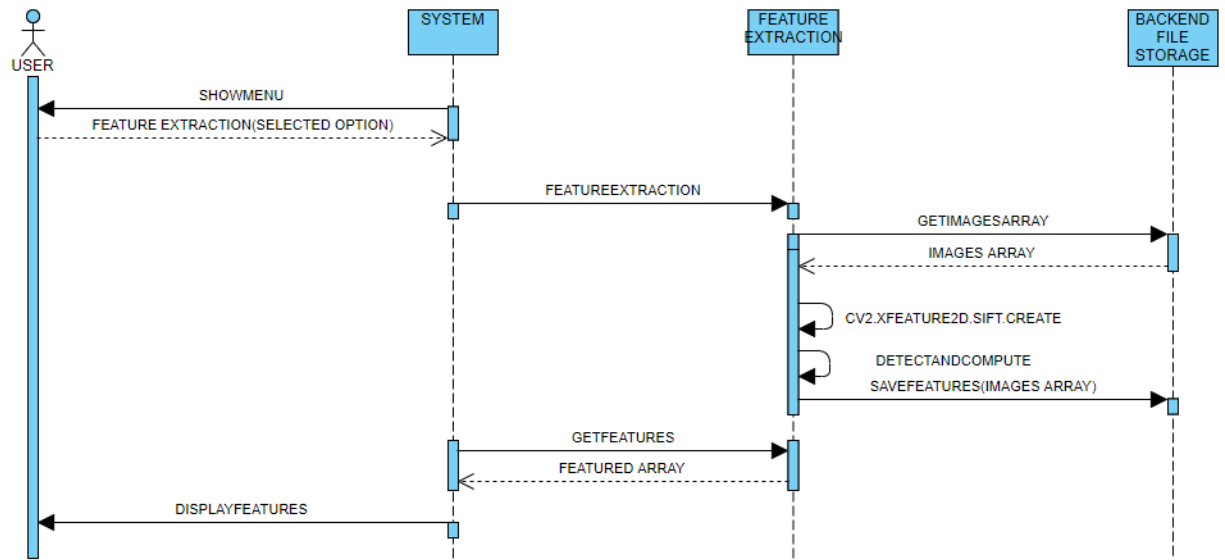 USER
SYSTEM
FEATURE
EXTRACTION
BACKEND
FILE
STORAGE
SHOWMENU
FEATURE EXTRACTION(SELECTED OPTION)
FEATUREEXTRACTION
GETIMAGESARRAY
IMAGES ARRAY
CV2.XFEATURE2D.SIFT.CREATE
DETECTANDCOMPUTE
SAVEFEATURES(IMAGES ARRAY)
GETFEATURES
FEATURED ARRAY
DISPLAYFEATURES